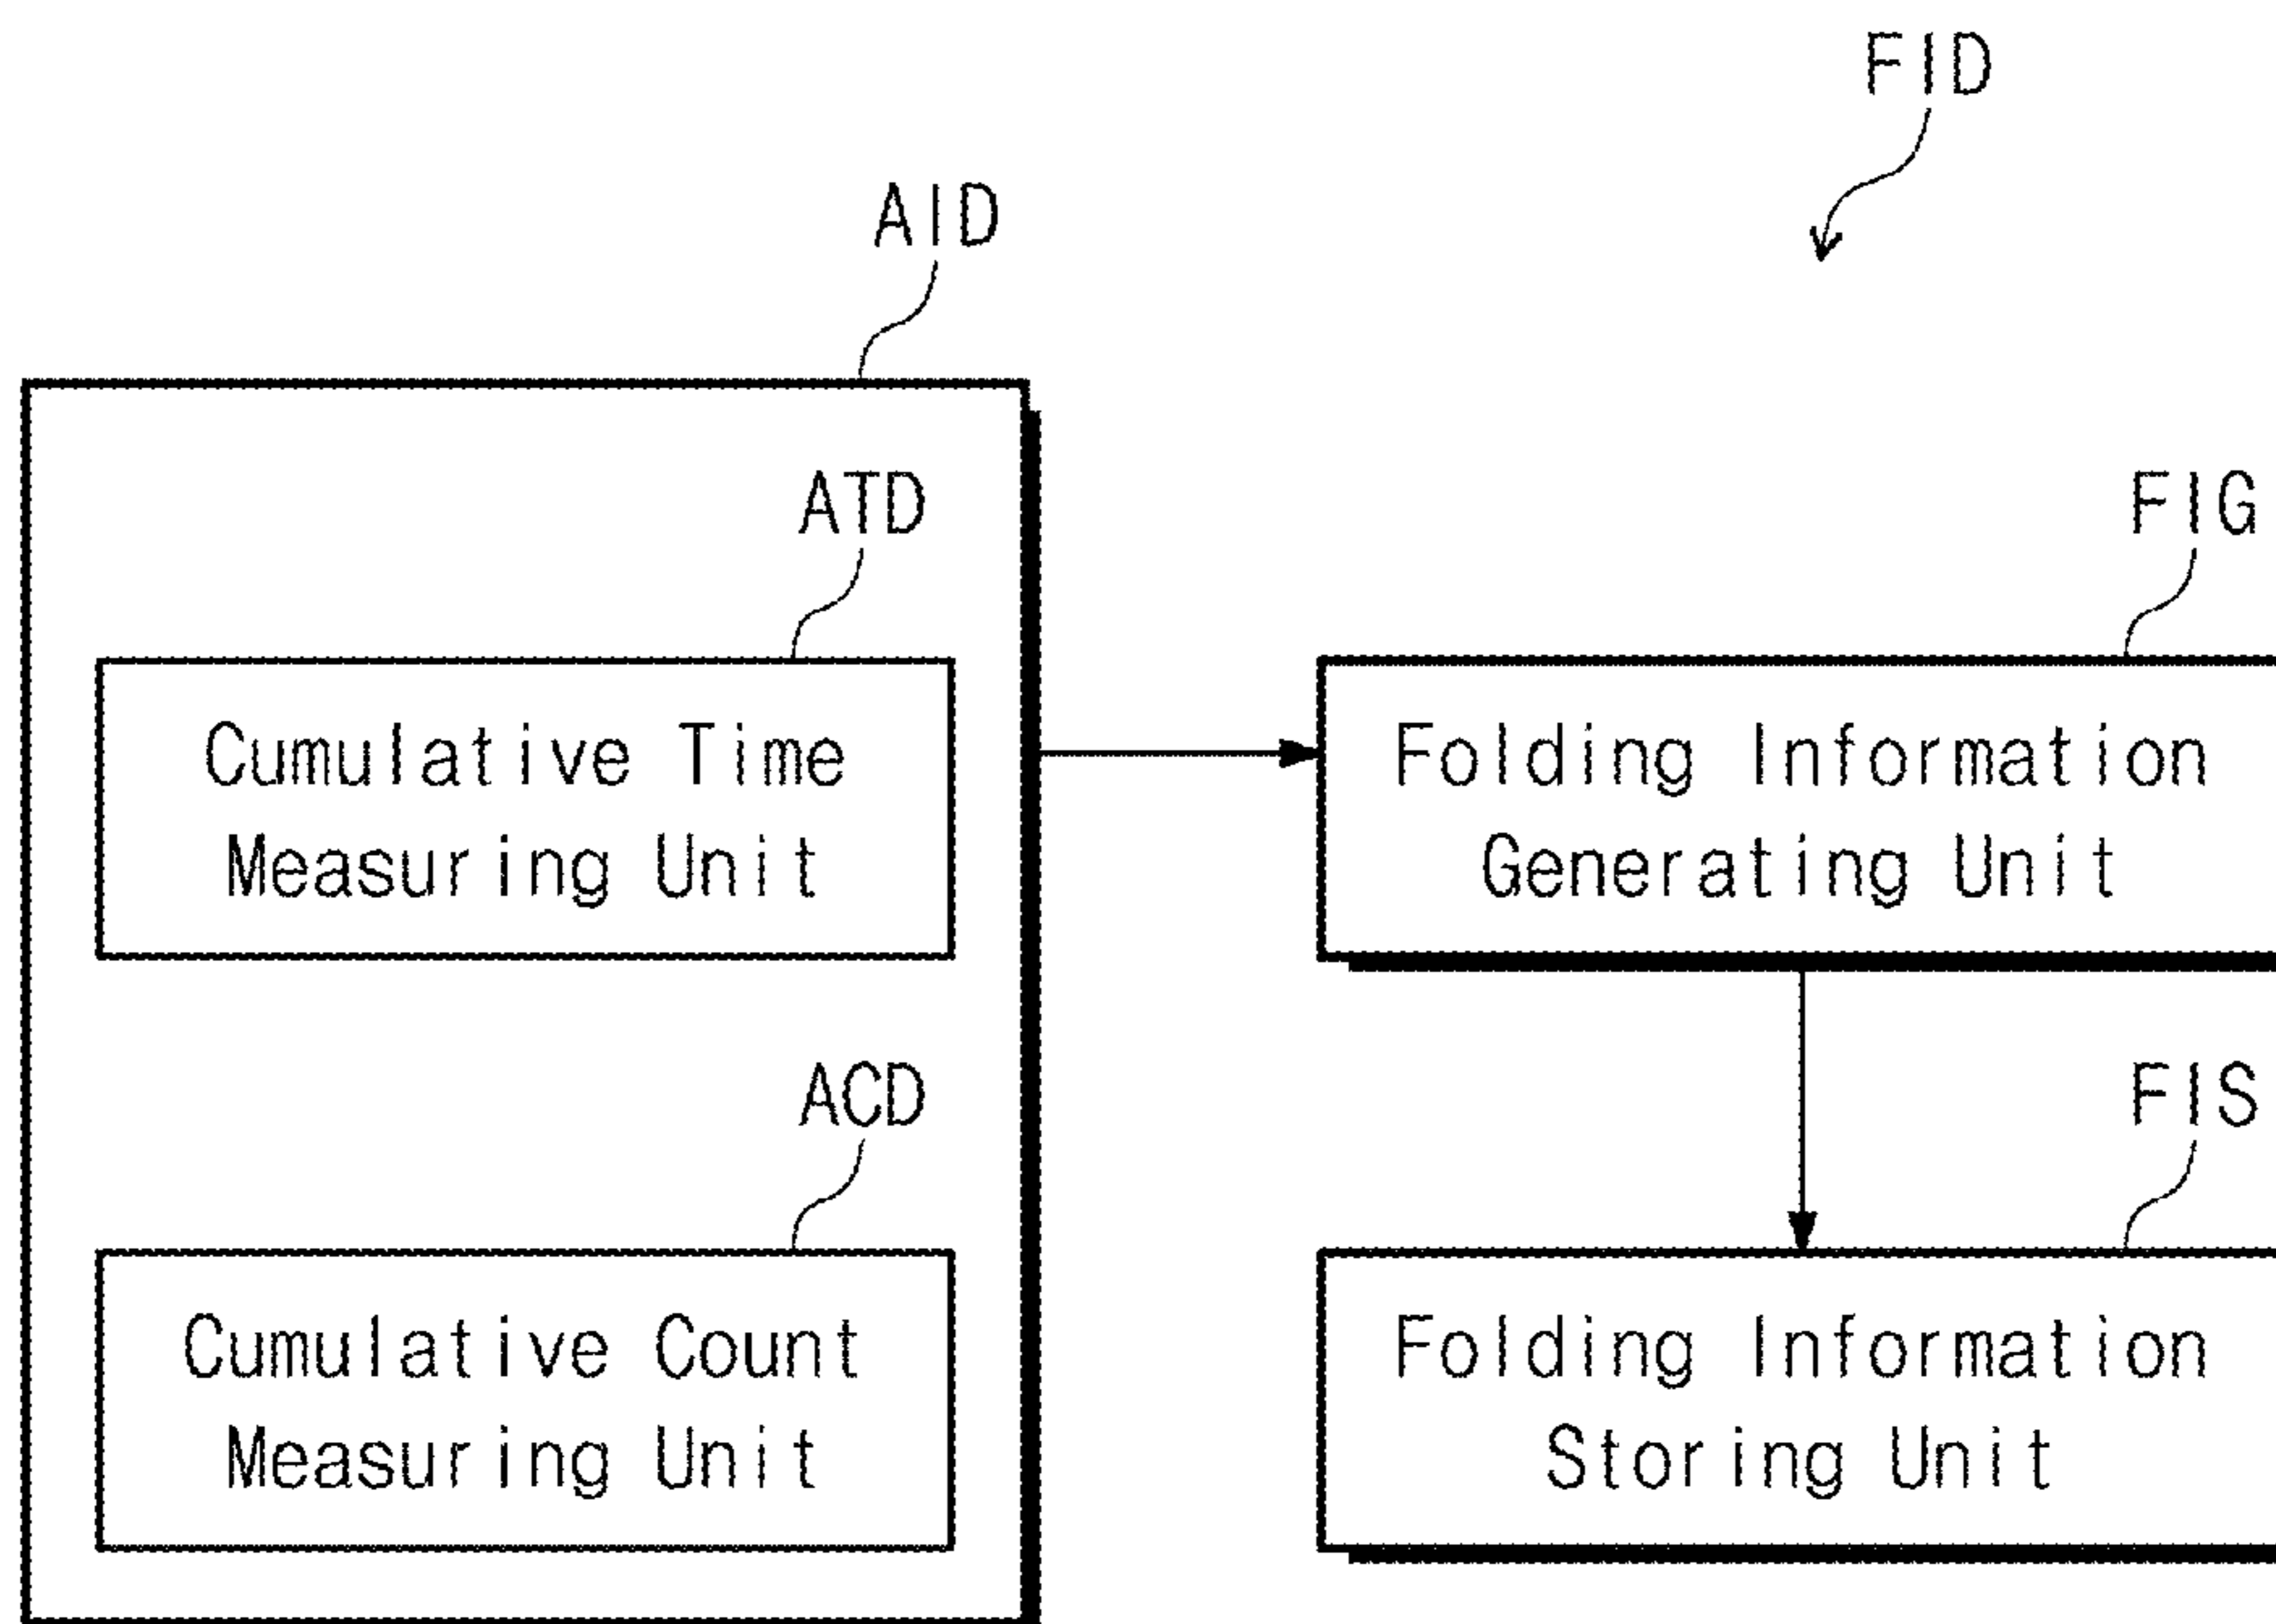 FID
AID
ATD
Cumulative Time
Measuring Unit
FIG
Folding Information
Generating Unit
ACD
Cumulative Count
Measuring Unit
FIS
Folding Information
Storing Unit